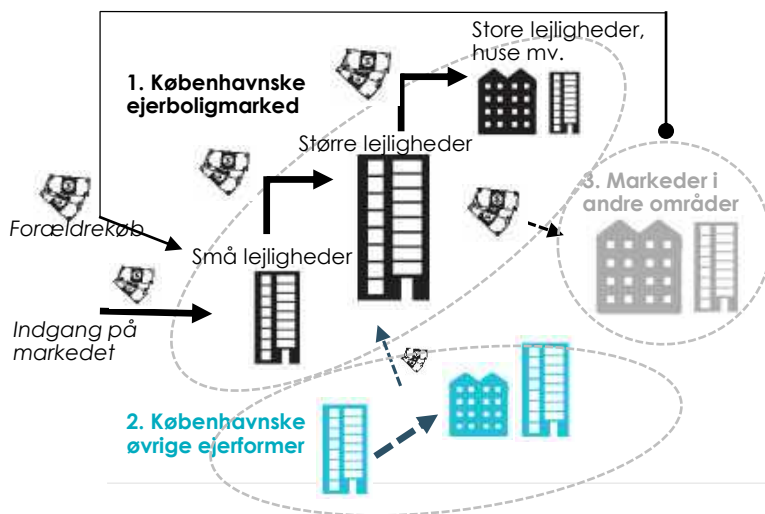 Store lejligheder,
huse mv.
1. Københavnske
ejerboligmarked
Større lejligheder
3. Markeder i
andre områder
Forældrekøb
Små lejligheder
Indgang på
markedet
2. Københavnske
øvrige ejerformer